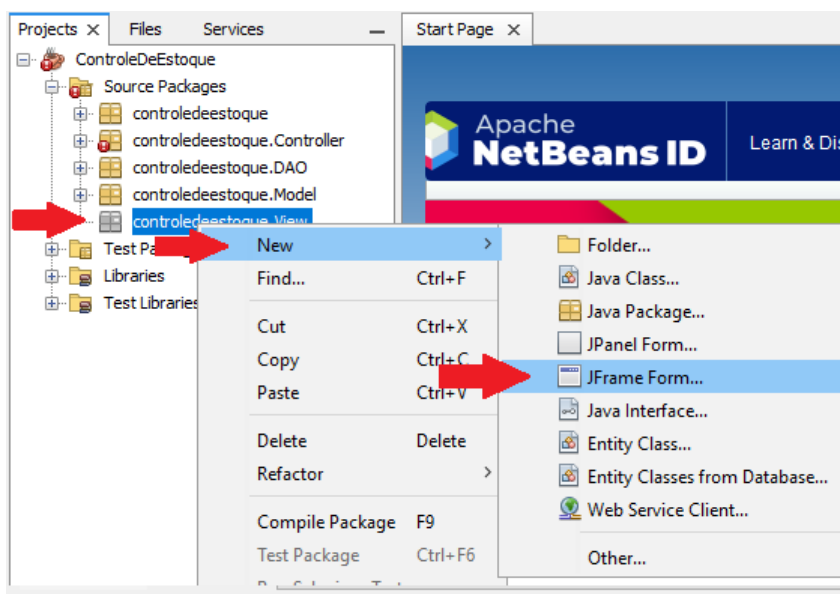 Projects
Files
Services
Start Page
ControleDeEstoque
Source Packages
controledeestoque
controledeestoque.Controller
controledeestoque.DAO
controledeestoque.Model
controledeestoque.View
Test Pa
Libraries
Test Libraries
Apache
NetBeans ID
Learn & Dis
New
Find... Ctrl+F
Cut Ctrl+X
Copy Ctrl+C
Paste Ctrl+V
Delete Delete
Refactor
Compile Package F9
Test Package Ctrl+F6
Folder...
Java Class...
Java Package...
JPanel Form...
JFrame Form...
Java Interface...
Entity Class...
Entity Classes from Database...
Web Service Client...
Other...